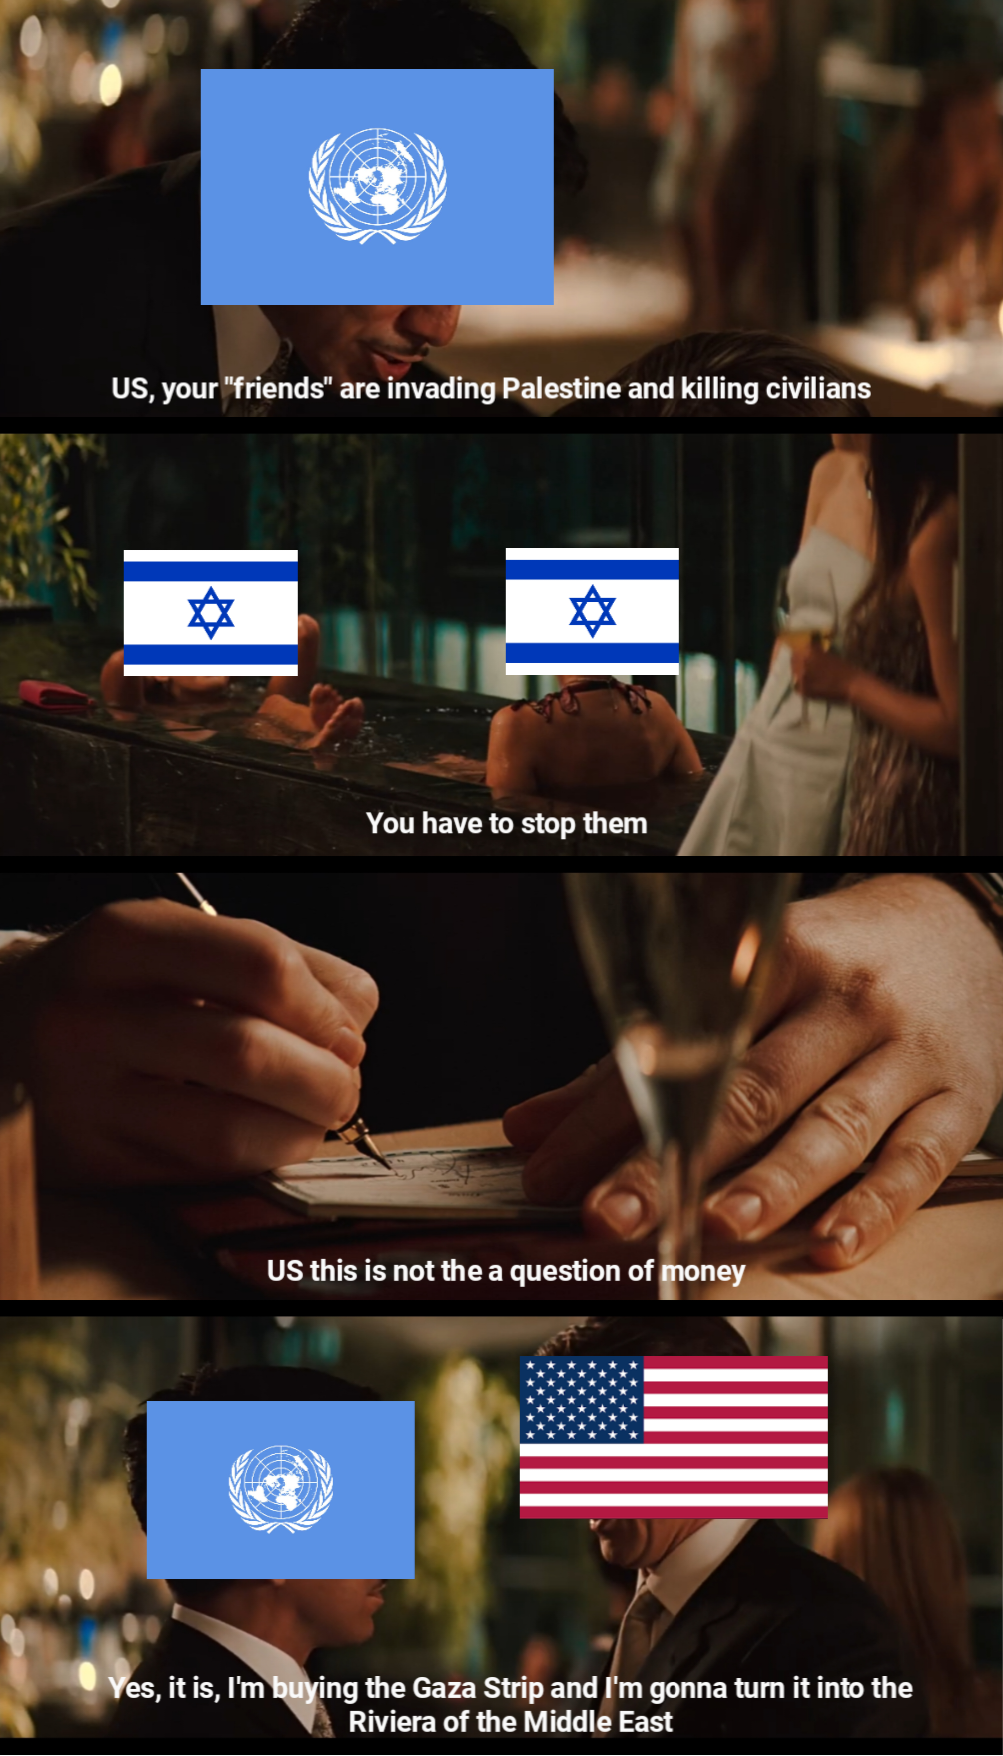 US, your "friends" are invading Palestine and killing civilians
You have to stop them
US this is not the a question of money
Yes, it is, I'm buying the Gaza Strip and I'm gonna turn it into the
Riviera of the Middle East